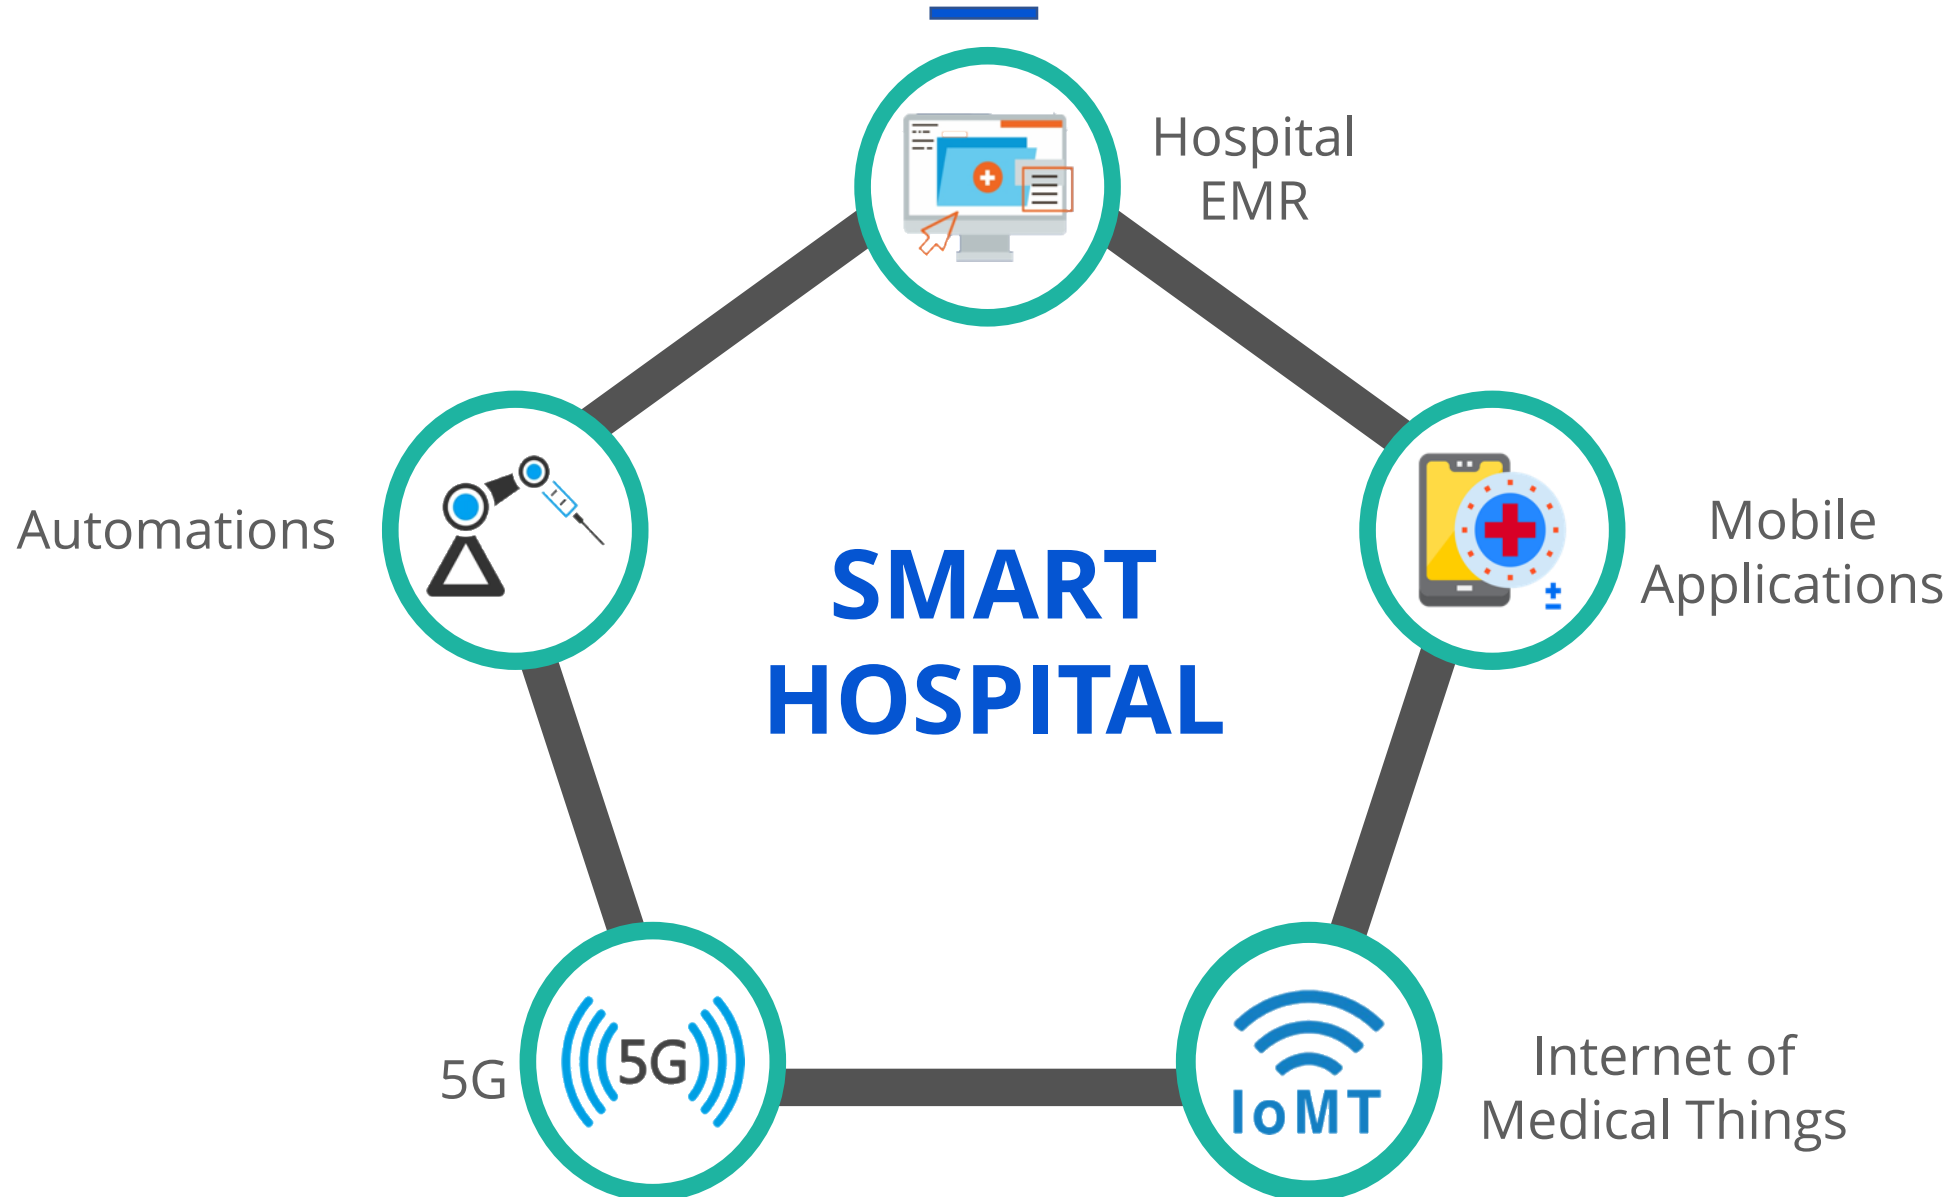 Hospital
EMR
Automations
SMART
HOSPITAL
Mobile
Applications
5G
5G
IoMT
Internet of
Medical Things